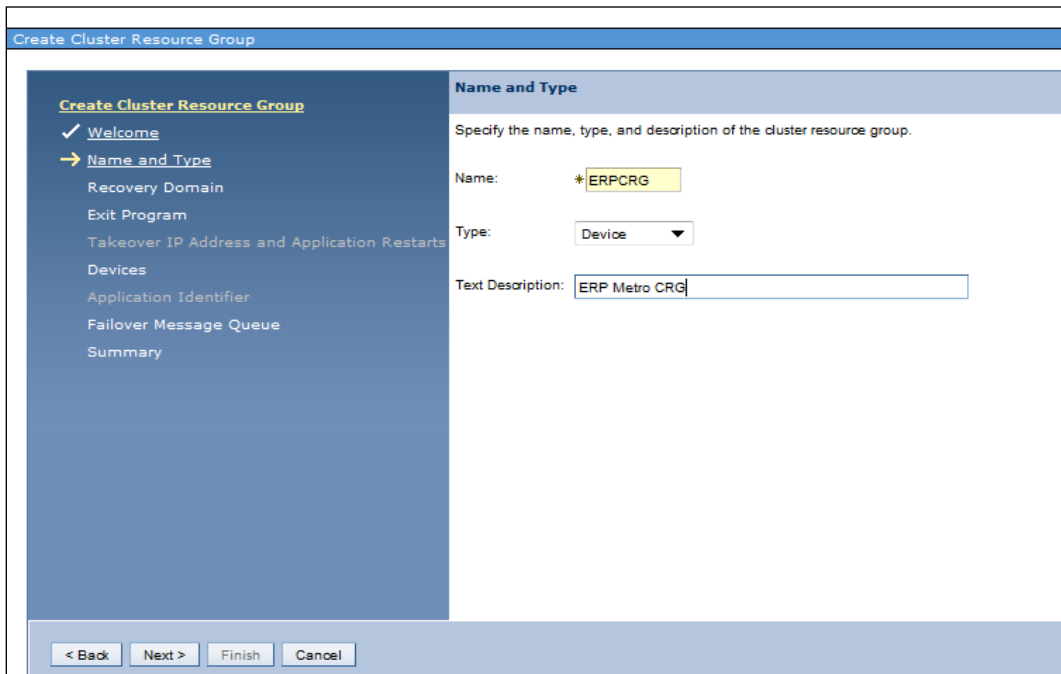 Create Cluster Resource Group
Create Cluster Resource Group
Welcome
Name and Type
Recovery Domain
Exit Program
Takeover IP Address and Application Restarts
Devices
Application Identifier
Failover Message Queue
Summary
Name and Type
Specify the name, type, and description of the cluster resource group.
Name: * ERPCRG
Type: Device
Text Description: ERP Metro CRG
< Back Next > Finish Cancel